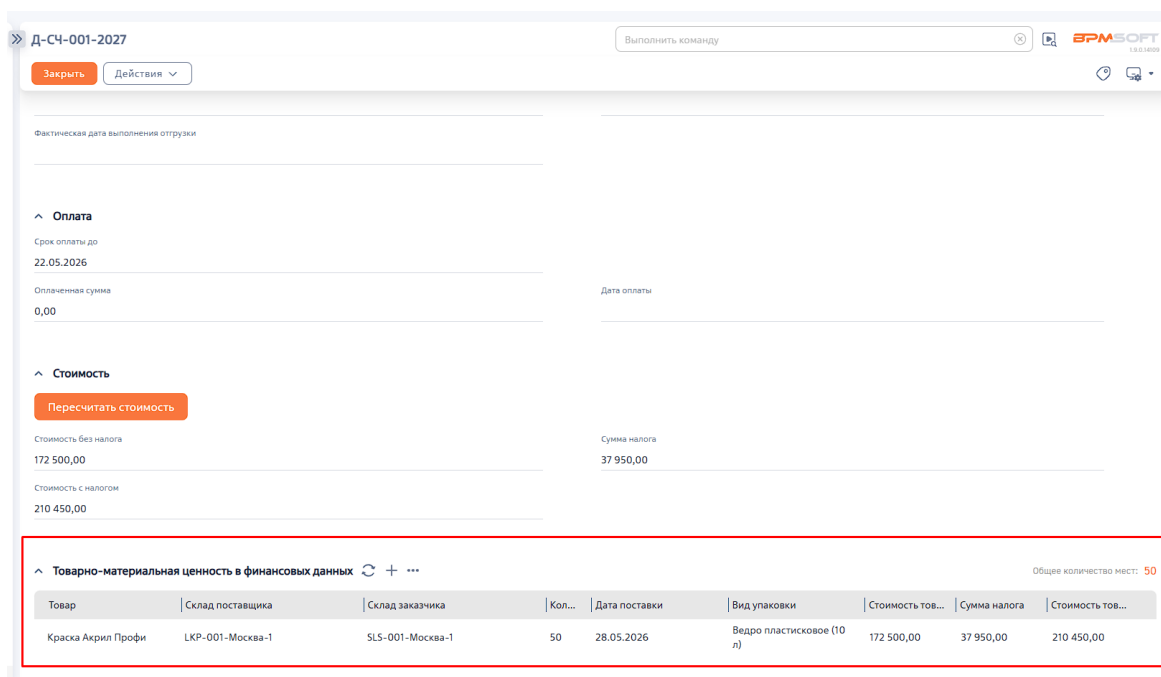 Д-СЧ-001-2027
Выполнить команду
BPMSOFT
1.9.0.14109
Закрыть
Действия
Фактическая дата выполнения отгрузки
Оплата
Срок оплаты до
22.05.2026
Оплаченная сумма
Дата оплаты
0,00
Стоимость
Пересчитать стоимость
Стоимость без налога
Сумма налога
172 500,00
37 950,00
Стоимость с налогом
210 450,00
Товарно-материальная ценность в финансовых данных
Общее количество мест: 50
Товар Склад поставщика Склад заказчика Кол... Дата поставки Вид упаковки Стоимость тов... Сумма налога Стоимость тов...
Краска Акрил Профи LKP-001-Москва-1 SLS-001-Москва-1 50 28.05.2026 Ведро пластисковое (10 172 500,00 37 950,00 210 450,00
л)